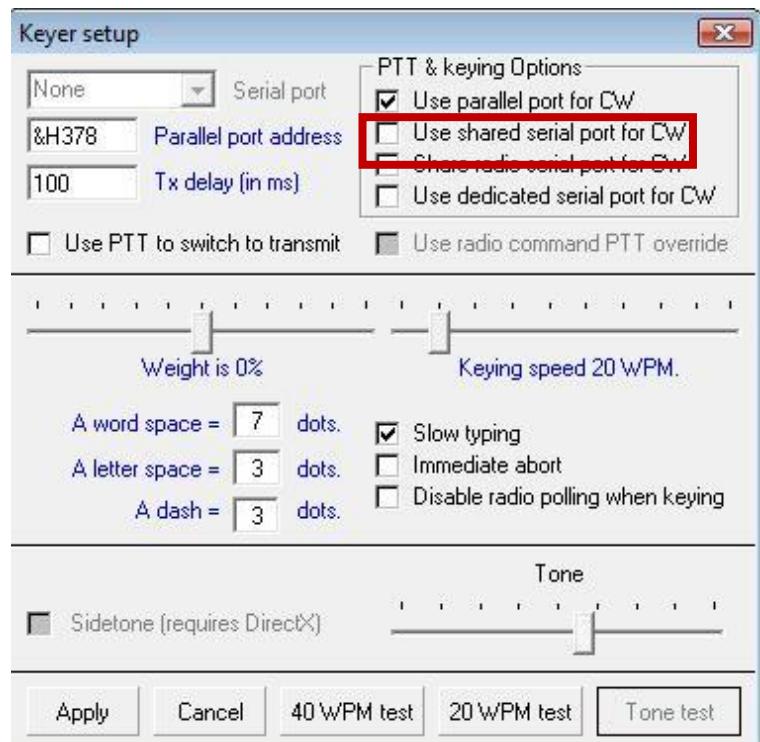 Keyer setup
None Serial port
&H378 Parallel port address
100 Tx delay (in ms)
PTT & keying Options
Use parallel port for CW
Use shared serial port for CW
Share radio serial port for CW
Use dedicated serial port for CW
Use PTT to switch to transmit
Use radio command PTT override
Weight is 0%
Keying speed 20 WPM.
A word space = 7 dots.
A letter space = 3 dots.
A dash = 3 dots.
Slow typing
Immediate abort
Disable radio polling when keying
Tone
Sidetone (requires DirectX)
Apply
Cancel
40 WPM test
20 WPM test
Tone test